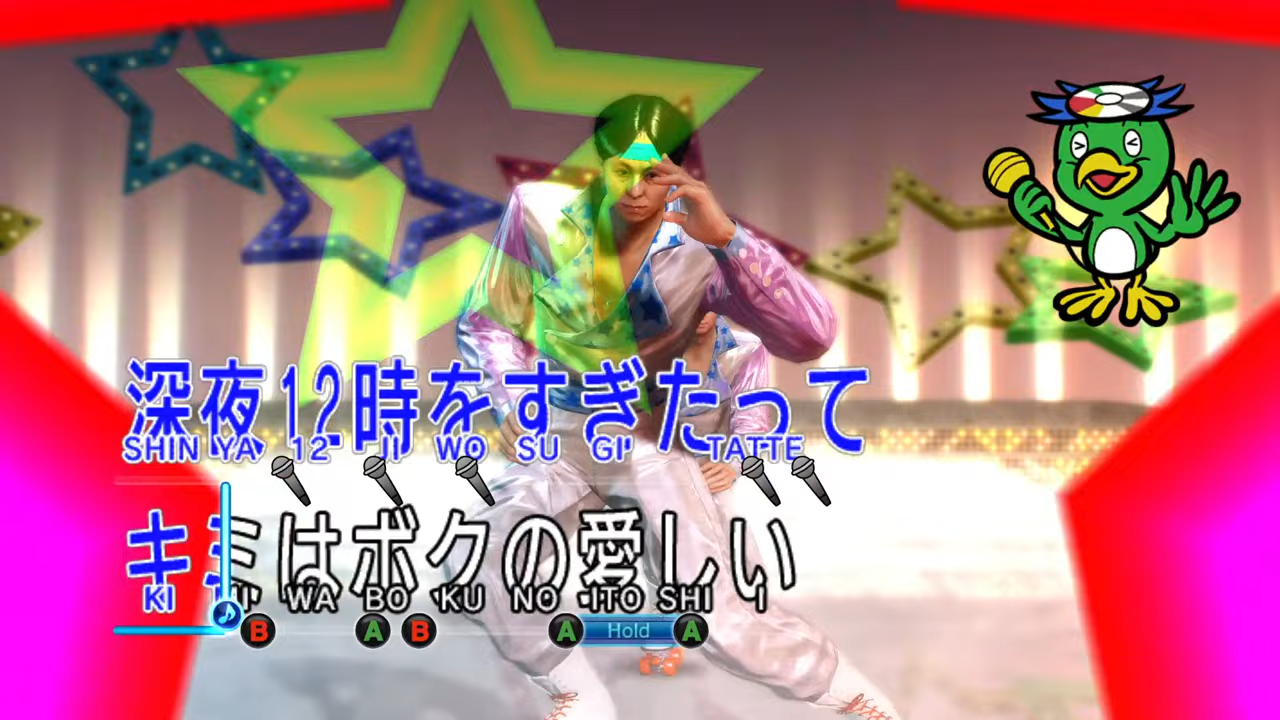 深夜12時をすぎたって
SHIN YA 12 JI WO SU GI TATTE
キミはボクの愛しい
KI MI WA BO KU NO ITO SHI I
B A B A Hold A